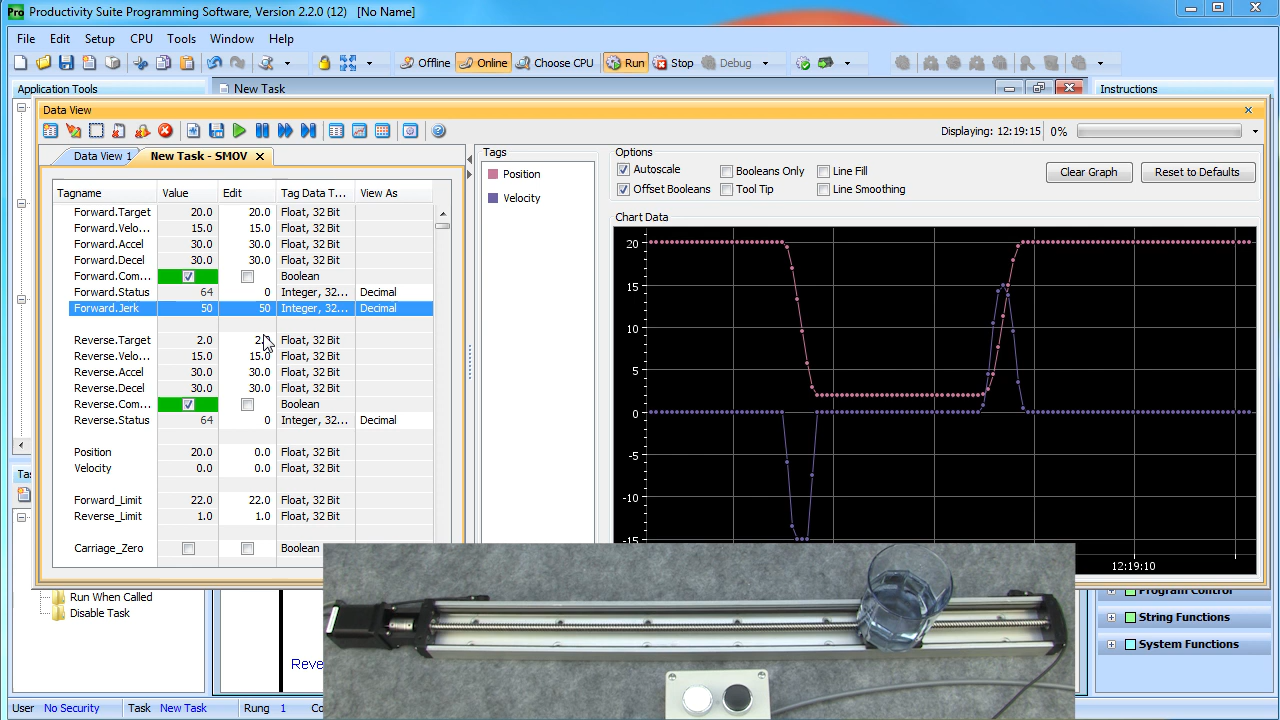 Pro Productivity Suite Programming Software, Version 2.2.0 (12) [No Name]
File Edit Setup CPU Tools Window Help
Offline Online Choose CPU Run Stop Debug
Application Tools New Task Instructions
Data View
Displaying: 12:19:15 0%
Data View 1 New Task - SMOV
Tags
Position
Velocity
Options
Autoscale Booleans Only Line Fill
Offset Booleans Tool Tip Line Smoothing
Clear Graph Reset to Defaults
Tagname Value Edit Tag Data T... View As
Forward.Target 20.0 20.0 Float, 32 Bit
Forward.Velo... 15.0 15.0 Float, 32 Bit
Forward.Accel 30.0 30.0 Float, 32 Bit
Forward.Decel 30.0 30.0 Float, 32 Bit
Forward.Com... Boolean
Forward.Status 64 0 Integer, 32... Decimal
Forward.Jerk 50 50 Integer, 32... Decimal
Reverse.Target 2.0 Float, 32 Bit
Reverse.Velo... 15.0 15.0 Float, 32 Bit
Reverse.Accel 30.0 30.0 Float, 32 Bit
Reverse.Decel 30.0 30.0 Float, 32 Bit
Reverse.Com... Boolean
Reverse.Status 64 0 Integer, 32... Decimal
Position 20.0 0.0 Float, 32 Bit
Velocity 0.0 0.0 Float, 32 Bit
Forward_Limit 22.0 22.0 Float, 32 Bit
Reverse_Limit 1.0 1.0 Float, 32 Bit
Carriage_Zero Boolean
Chart Data
20
15
10
5
0
-5
-10
-15
12:19:10
Run When Called
Disable Task
Program Control
String Functions
System Functions
User No Security Task New Task Rung 1